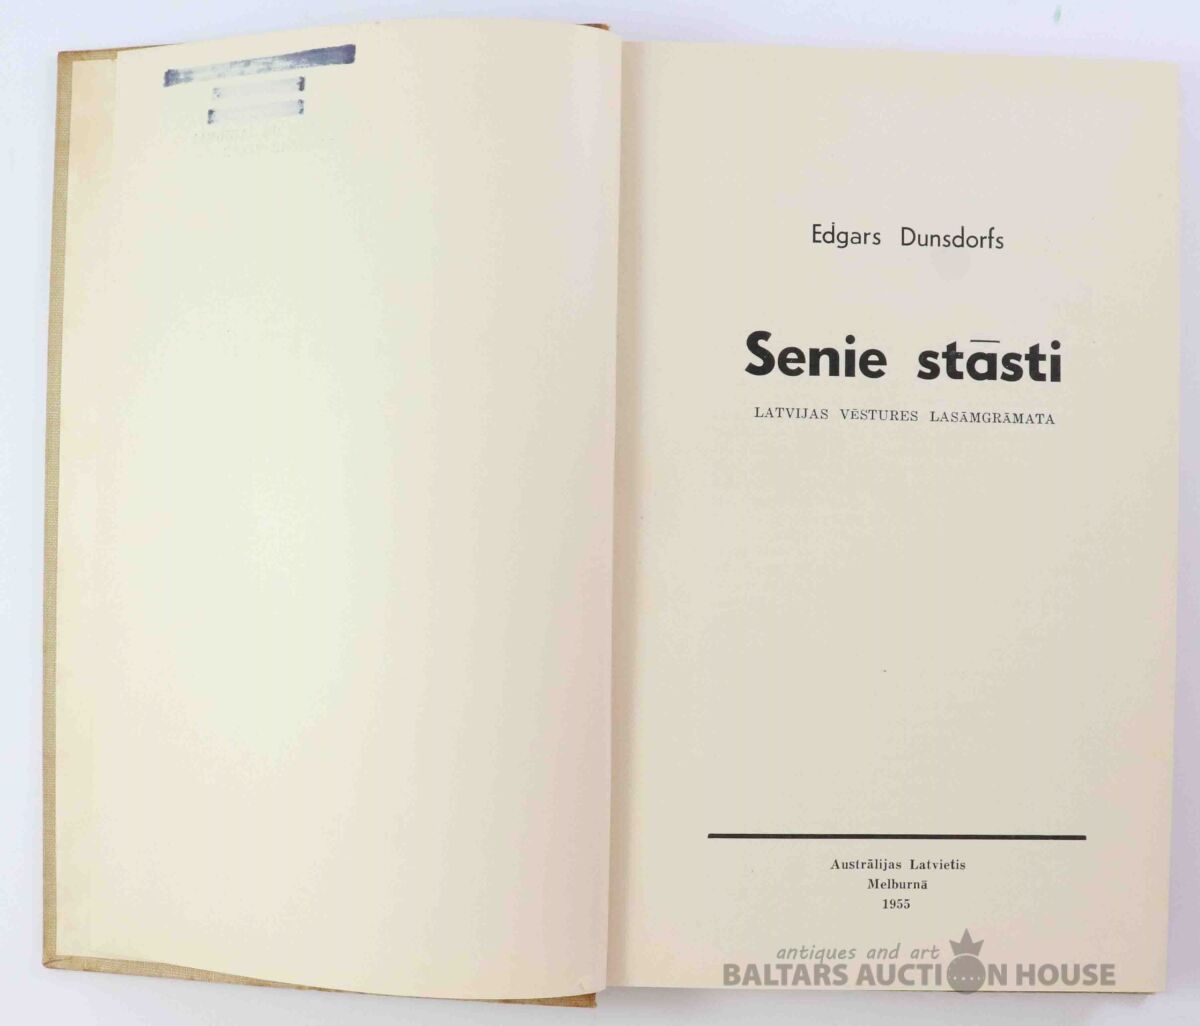 Edgars Dunsdorfs
Senie stāsti
LATVIJAS VĒSTURES LASĀMGRĀMATA
Austrālijas Latvietis
Melburnā
1955
antiques and art
BALTARS AUCTION HOUSE